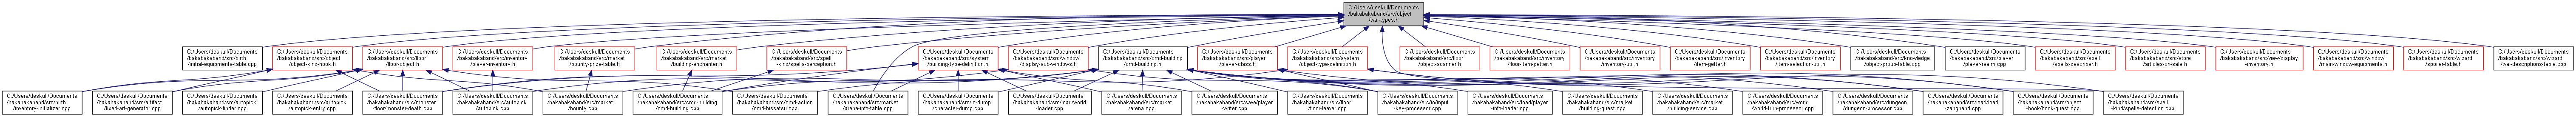 C:/Users/deskull/Documents
/bakabakaband/src/object
/tval-types.h
C:/Users/deskull/Documents
/bakabakaband/src/birth
/initial-equipments-table.cpp
C:/Users/deskull/Documents
/bakabakaband/src/object
/object-kind-hook.h
C:/Users/deskull/Documents
/bakabakaband/src/floor
/floor-object.h
C:/Users/deskull/Documents
/bakabakaband/src/inventory
/player-inventory.h
C:/Users/deskull/Documents
/bakabakaband/src/market
/bounty-prize-table.h
C:/Users/deskull/Documents
/bakabakaband/src/market
/building-enchanter.h
C:/Users/deskull/Documents
/bakabakaband/src/spell
-kind/spells-perception.h
C:/Users/deskull/Documents
/bakabakaband/src/system
/building-type-definition.h
C:/Users/deskull/Documents
/bakabakaband/src/window
/display-sub-windows.h
C:/Users/deskull/Documents
/bakabakaband/src/cmd-building
/cmd-building.h
C:/Users/deskull/Documents
/bakabakaband/src/player
/player-class.h
C:/Users/deskull/Documents
/bakabakaband/src/system
/object-type-definition.h
C:/Users/deskull/Documents
/bakabakaband/src/floor
/object-scanner.h
C:/Users/deskull/Documents
/bakabakaband/src/inventory
/floor-item-getter.h
C:/Users/deskull/Documents
/bakabakaband/src/inventory
/inventory-util.h
C:/Users/deskull/Documents
/bakabakaband/src/inventory
/item-getter.h
C:/Users/deskull/Documents
/bakabakaband/src/inventory
/item-selection-util.h
C:/Users/deskull/Documents
/bakabakaband/src/knowledge
/object-group-table.cpp
C:/Users/deskull/Documents
/bakabakaband/src/player
/player-realm.cpp
C:/Users/deskull/Documents
/bakabakaband/src/spell
/spells-describer.h
C:/Users/deskull/Documents
/bakabakaband/src/store
/articles-on-sale.h
C:/Users/deskull/Documents
/bakabakaband/src/view/display
-inventory.h
C:/Users/deskull/Documents
/bakabakaband/src/window
/main-window-equipments.h
C:/Users/deskull/Documents
/bakabakaband/src/wizard
/spoiler-table.h
C:/Users/deskull/Documents
/bakabakaband/src/wizard
/tval-descriptions-table.cpp
C:/Users/deskull/Documents
/bakabakaband/src/birth
/inventory-initializer.cpp
C:/Users/deskull/Documents
/bakabakaband/src/artifact
/fixed-art-generator.cpp
C:/Users/deskull/Documents
/bakabakaband/src/autopick
/autopick-finder.cpp
C:/Users/deskull/Documents
/bakabakaband/src/autopick
/autopick-entry.cpp
C:/Users/deskull/Documents
/bakabakaband/src/monster
-floor/monster-death.cpp
C:/Users/deskull/Documents
/bakabakaband/src/autopick
/autopick.cpp
C:/Users/deskull/Documents
/bakabakaband/src/market
/bounty.cpp
C:/Users/deskull/Documents
/bakabakaband/src/cmd-building
/cmd-building.cpp
C:/Users/deskull/Documents
/bakabakaband/src/cmd-action
/cmd-hissatsu.cpp
C:/Users/deskull/Documents
/bakabakaband/src/market
/arena-info-table.cpp
C:/Users/deskull/Documents
/bakabakaband/src/io-dump
/character-dump.cpp
C:/Users/deskull/Documents
/bakabakaband/src/load/world
-loader.cpp
C:/Users/deskull/Documents
/bakabakaband/src/market
/arena.cpp
C:/Users/deskull/Documents
/bakabakaband/src/save/player
-writer.cpp
C:/Users/deskull/Documents
/bakabakaband/src/floor
/floor-leaver.cpp
C:/Users/deskull/Documents
/bakabakaband/src/io/input
-key-processor.cpp
C:/Users/deskull/Documents
/bakabakaband/src/load/player
-info-loader.cpp
C:/Users/deskull/Documents
/bakabakaband/src/market
/building-quest.cpp
C:/Users/deskull/Documents
/bakabakaband/src/market
/building-service.cpp
C:/Users/deskull/Documents
/bakabakaband/src/world
/world-turn-processor.cpp
C:/Users/deskull/Documents
/bakabakaband/src/dungeon
/dungeon-processor.cpp
C:/Users/deskull/Documents
/bakabakaband/src/load/load
-zangband.cpp
C:/Users/deskull/Documents
/bakabakaband/src/object
-hook/hook-quest.cpp
C:/Users/deskull/Documents
/bakabakaband/src/spell
-kind/spells-detection.cpp